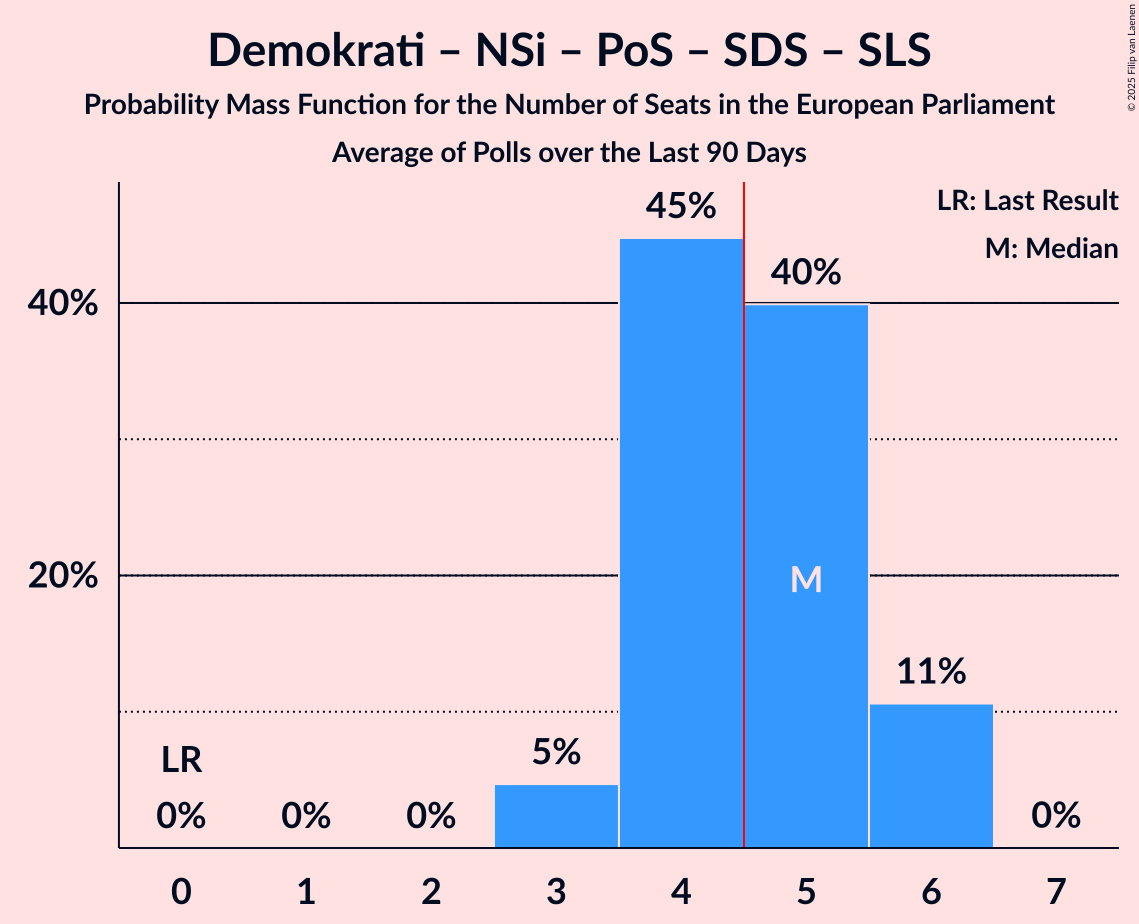 Demokrati – NSi – PoS – SDS – SLS
Probability Mass Function for the Number of Seats in the European Parliament
Average of Polls over the Last 90 Days
© 2025 Filip van Laenen
LR: Last Result
M: Median
45%
40%
40%
20%
M
11%
5%
LR
0% 0% 0% 0%
0 1 2 3 4 5 6 7